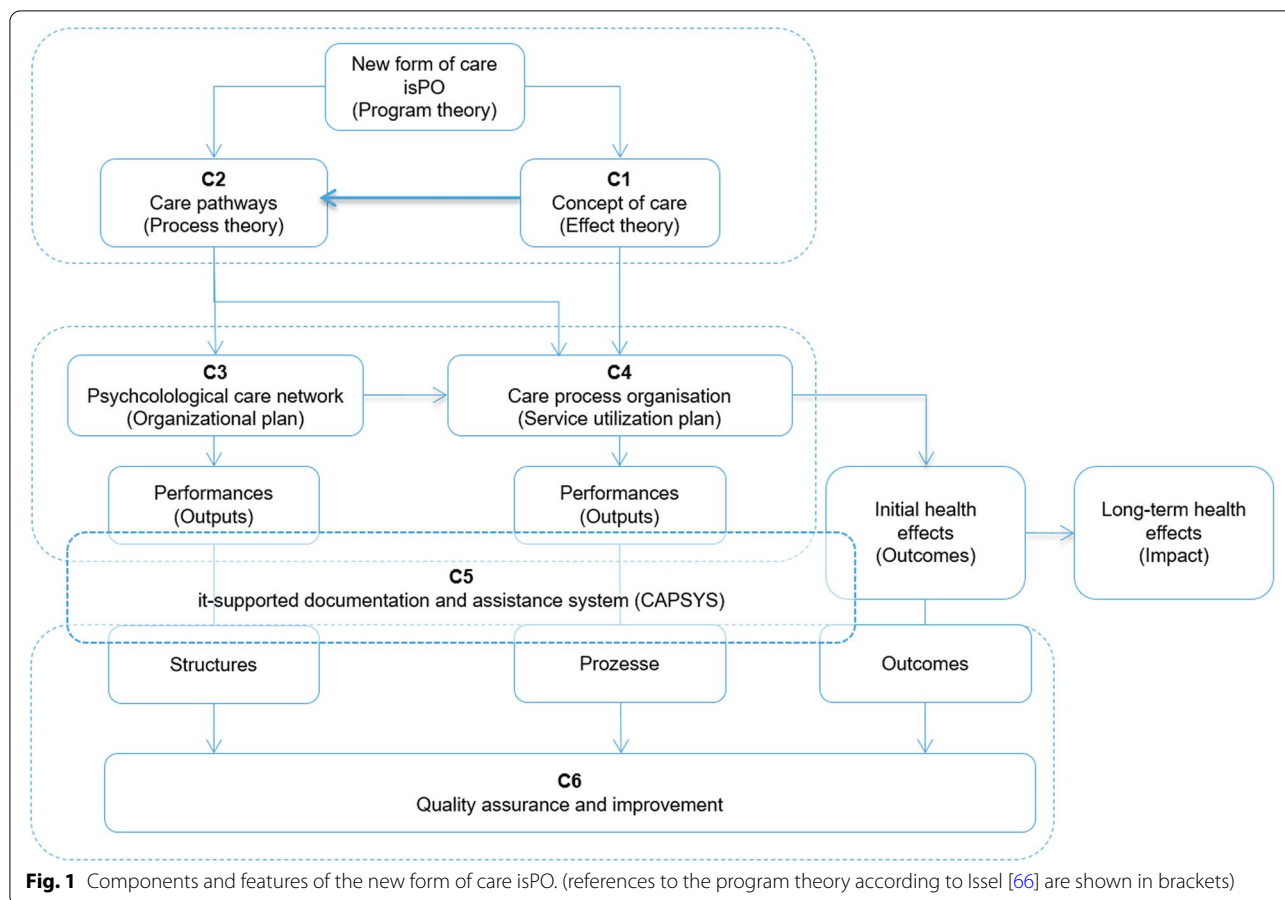 New form of care
isPO
(Program theory)
C2
Care pathways
(Process theory)
C1
Concept of care
(Effect theory)
C3
Psychcolological care network
(Organizational plan)
C4
Care process organisation
(Service utilization plan)
Performances
(Outputs)
Performances
(Outputs)
Initial health
effects
(Outcomes)
Long-term health
effects
(Impact)
C5
it-supported documentation and assistance system (CAPSYS)
Structures
Prozesse
Outcomes
C6
Quality assurance and improvement
Fig. 1 Components and features of the new form of care isPO. (references to the program theory according to Issel [66] are shown in brackets)